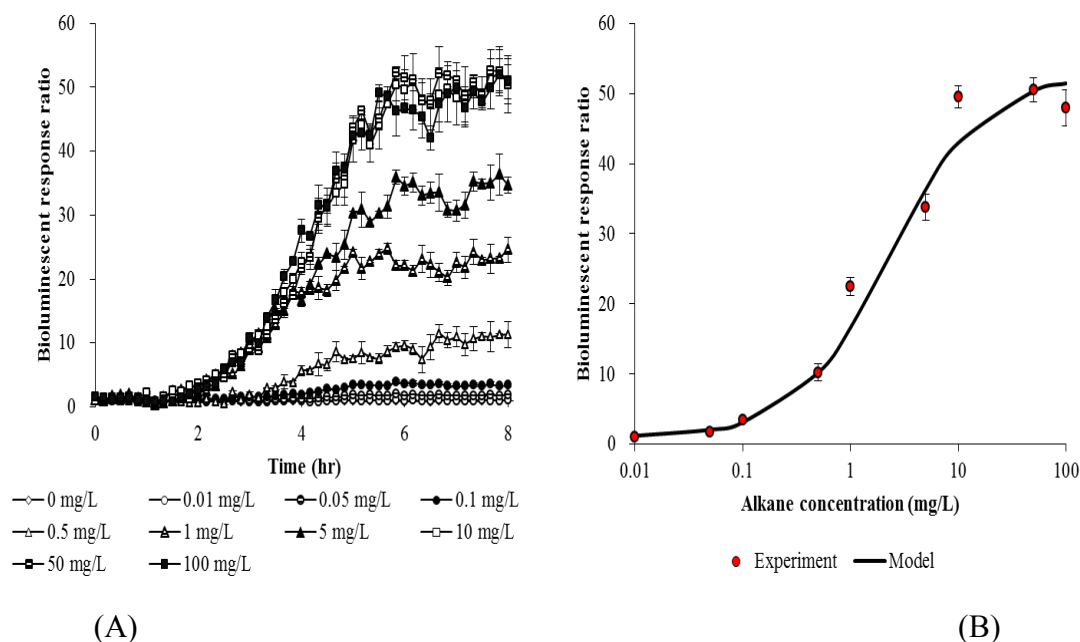 Bioluminescent response ratio
60
50
40
30
20
10
0
0 2 4 6 8
Time (hr)
0 mg/L 0.01 mg/L 0.05 mg/L 0.1 mg/L
0.5 mg/L 1 mg/L 5 mg/L 10 mg/L
50 mg/L 100 mg/L
(A)
Bioluminescent response ratio
60
50
40
30
20
10
0
0.01 0.1 1 10 100
Alkane concentration (mg/L)
Experiment Model
(B)